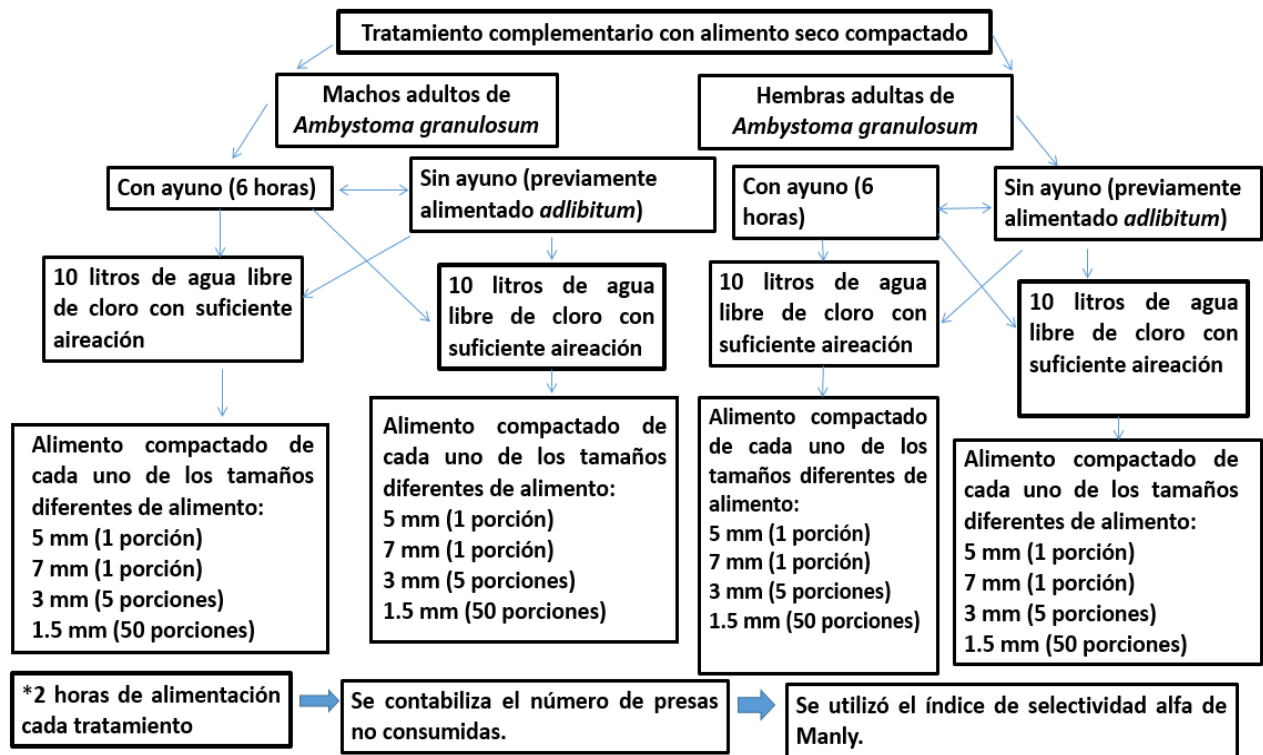 Tratamiento complementario con alimento seco compactado
Machos adultos de
Ambystoma granulosum
Hembras adultas de
Ambystoma granulosum
Con ayuno (6 horas)
Sin ayuno (previamente
alimentado adlibitum)
Con ayuno (6
horas)
Sin ayuno (previamente
alimentado adlibitum)
10 litros de agua libre
de cloro con suficiente
aireación
10 litros de agua
libre de cloro con
suficiente aireación
10 litros de agua
libre de cloro con
suficiente aireación
10 litros de agua
libre de cloro con
suficiente aireación
Alimento compactado de
cada uno de los tamaños
diferentes de alimento:
5 mm (1 porción)
7 mm (1 porción)
3 mm (5 porciones)
1.5 mm (50 porciones)
Alimento compactado de
cada uno de los tamaños
diferentes de alimento:
5 mm (1 porción)
7 mm (1 porción)
3 mm (5 porciones)
1.5 mm (50 porciones)
Alimento compactado
de cada uno de los
tamaños diferentes de
alimento:
5 mm (1 porción)
7 mm (1 porción)
3 mm (5 porciones)
1.5 mm (50 porciones)
Alimento compactado de
cada uno de los tamaños
diferentes de alimento:
5 mm (1 porción)
7 mm (1 porción)
3 mm (5 porciones)
1.5 mm (50 porciones)
*2 horas de alimentación
cada tratamiento
Se contabiliza el número de presas
no consumidas.
Se utilizó el índice de selectividad alfa de
Manly.